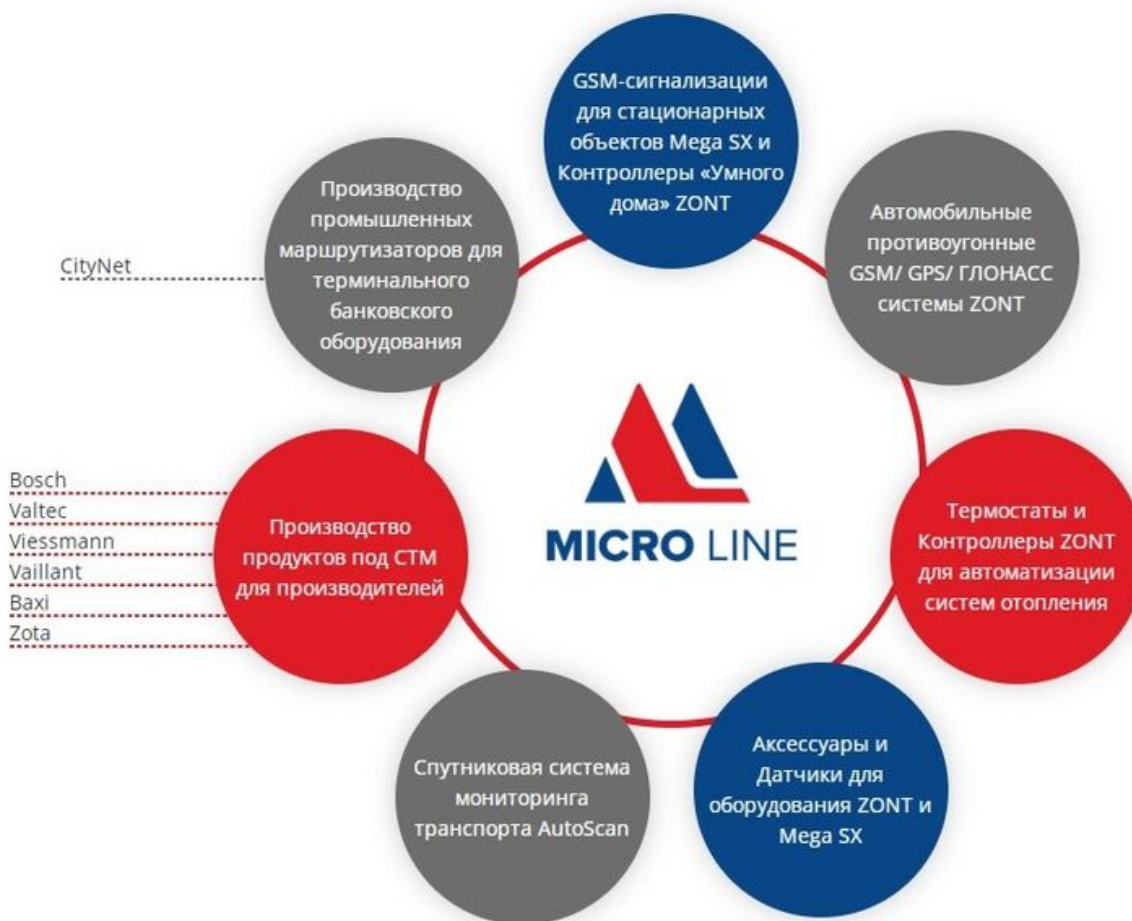 GSM-сигнализации
для стационарных
объектов Mega SX и
Контроллеры «Умного
дома» ZONT
Производство
промышленных
маршрутизаторов для
терминального
банковского
оборудования
Автомобильные
противоугонные
GSM/ GPS/ ГЛОНАСС
системы ZONT
CityNet
MICRO LINE
Bosch
Valtec
Viessmann
Vaillant
Baxi
Zota
Производство
продуктов под СТМ
для производителей
Термостаты и
Контроллеры ZONT
для автоматизации
систем отопления
Спутниковая система
мониторинга
транспорта AutoScan
Аксессуары и
Датчики для
оборудования ZONT и
Mega SX